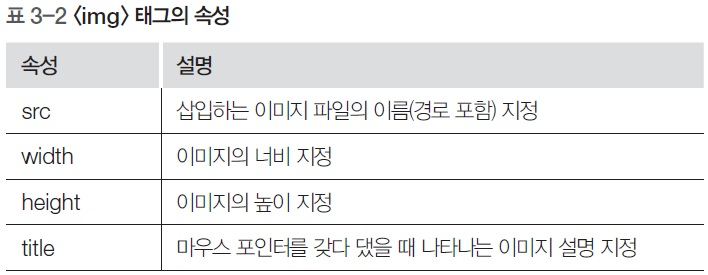 표 3-2 <img> 태그의 속성
속성 설명
src 삽입하는 이미지 파일의 이름(경로 포함) 지정
width 이미지의 너비 지정
height 이미지의 높이 지정
title 마우스 포인터를 갖다 댔을 때 나타나는 이미지 설명 지정